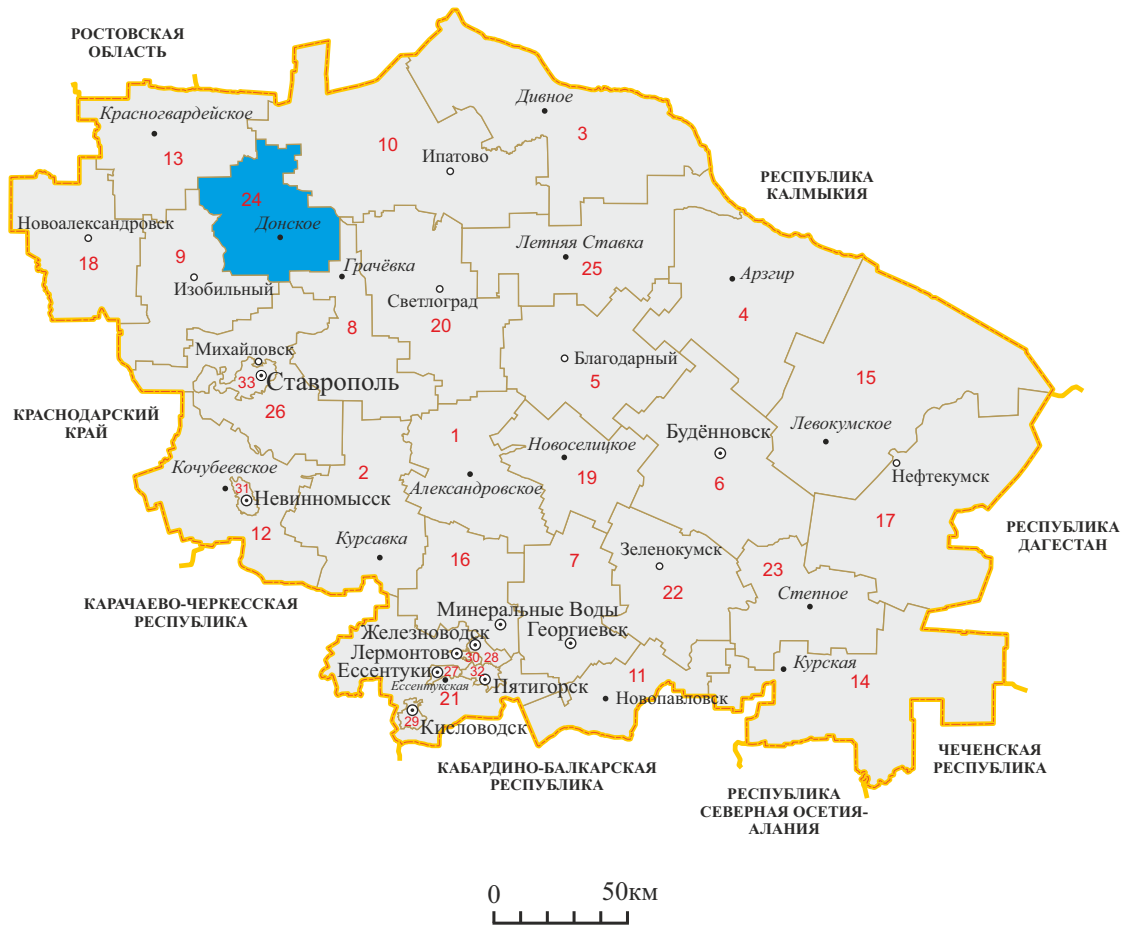 РОСТОВСКАЯ
ОБЛАСТЬ
Дивное
Красногвардейское
3
10
13
Ипатово
РЕСПУБЛИКА
КАЛМЫКИЯ
24
Новоалександровск
Донское
Летняя Ставка
18
9
Грачёвка
25
Арзгир
Изобильный
Светлоград
20
8
4
Михайловск
Благодарный
33
Ставрополь
5
15
КРАСНОДАРСКИЙ
КРАЙ
26
1
Новоселицкое
Будённовск
Левокумское
Кочубеевское
2
19
6
Нефтекумск
31
Невинномысск
Александровское
17
12
Курсавка
16
7
Зеленокумск
23
РЕСПУБЛИКА
ДАГЕСТАН
22
Степное
КАРАЧАЕВО-ЧЕРКЕССКАЯ
РЕСПУБЛИКА
Минеральные Воды
Железноводск
Георгиевск
Лермонтов
30
28
Ессентуки
27
32
Ессентукская
Пятигорск
11
Курская
14
21
Новопавловск
29
Кисловодск
КАБАРДИНО-БАЛКАРСКАЯ
РЕСПУБЛИКА
ЧЕЧЕНСКАЯ
РЕСПУБЛИКА
РЕСПУБЛИКА
СЕВЕРНАЯ ОСЕТИЯ-
АЛАНИЯ
0
50км